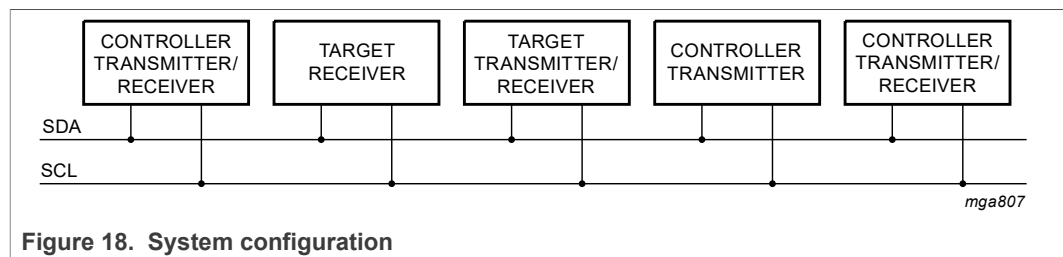 CONTROLLER
TRANSMITTER/
RECEIVER
TARGET
RECEIVER
TARGET
TRANSMITTER/
RECEIVER
CONTROLLER
TRANSMITTER
CONTROLLER
TRANSMITTER/
RECEIVER
SDA
SCL
mga807
Figure 18. System configuration